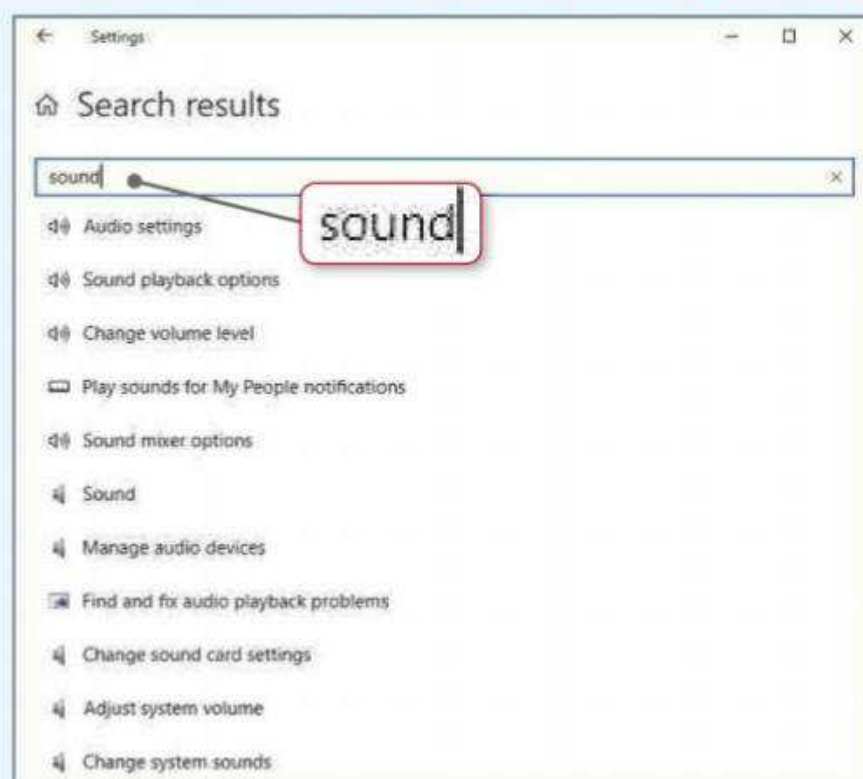 Settings
Search results
sound
sound
Audio settings
Sound playback options
Change volume level
Play sounds for My People notifications
Sound mixer options
Sound
Manage audio devices
Find and fix audio playback problems
Change sound card settings
Adjust system volume
Change system sounds